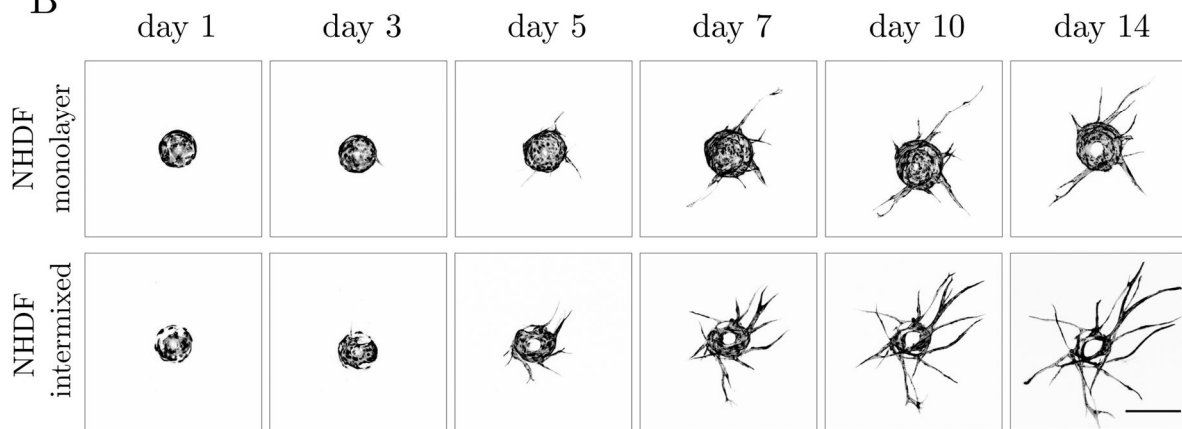 B
day 1 day 3 day 5 day 7 day 10 day 14
NHDF
monolayer
NHDF
intermixed